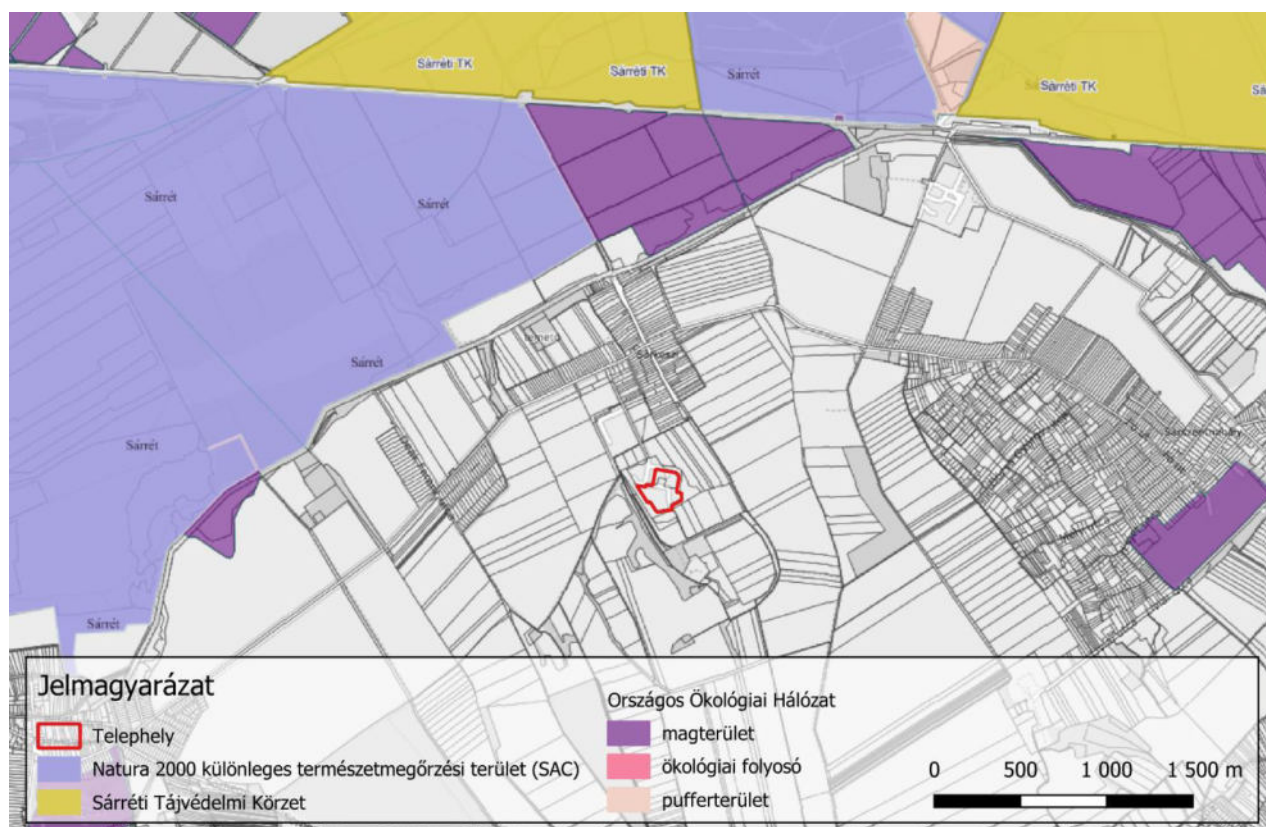 Sárréti TK
Sárréti TK
Sárrét
Sárréti TK
Sá
Sárrét
Sárrét
Sárrét
Sárrét
Sárrét
Jelmagyarázat
Telephely
Natura 2000 különleges természetmegőrzési terület (SAC)
Sárréti Tájvédelmi Körzet
Országos Ökológiai Hálózat
magterület
ökológiai folyosó
pufferterület
0 500 1 000 1 500 m